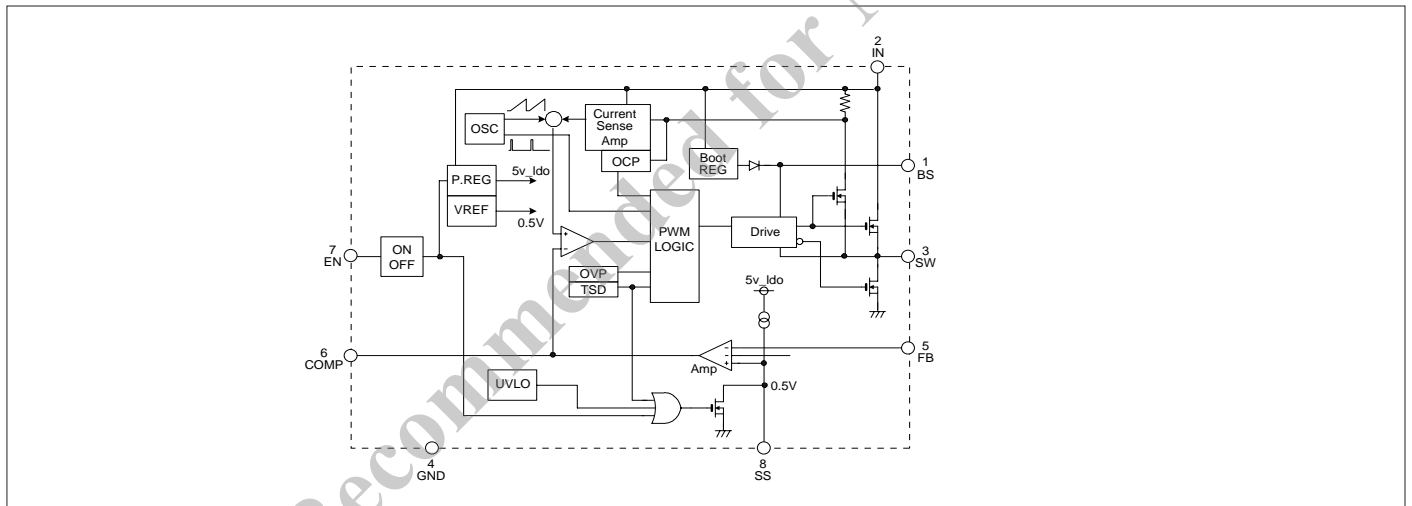 2
IN
OSC
Current
Sense
Amp
OCP
Boot
REG
1
BS
P.REG
5v_ldo
VREF
0.5V
7
EN
ON
OFF
PWM
LOGIC
Drive
3
SW
OVP
TSD
5v_ldo
6
COMP
Amp
5
FB
UVLO
0.5V
4
GND
8
SS
Recommended for